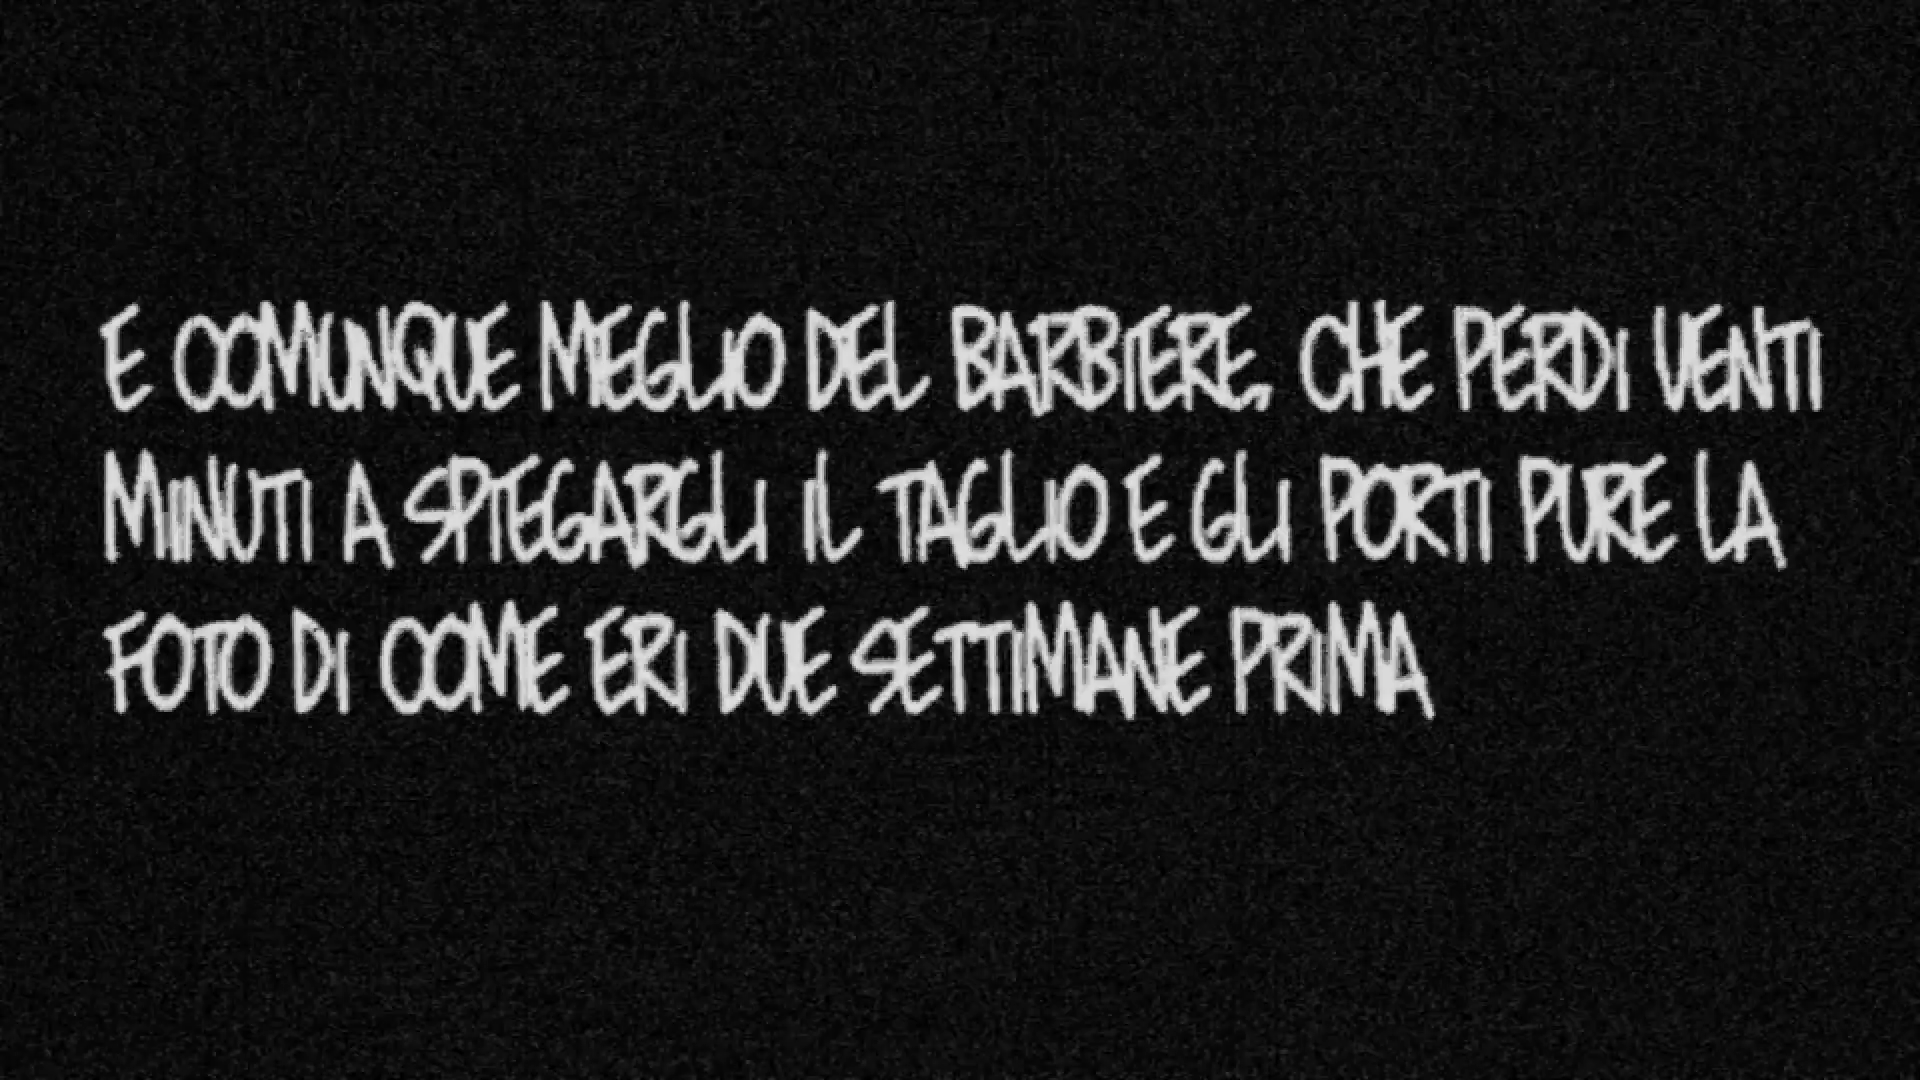 E COMUNQUE MEGLIO DEL BARBIERE, CHE PERDI VENTI
MINUTI A SPIEGARGLI IL TAGLIO E GLI PORTI PURE LA
FOTO DI COME ERI DUE SETTIMANE PRIMA